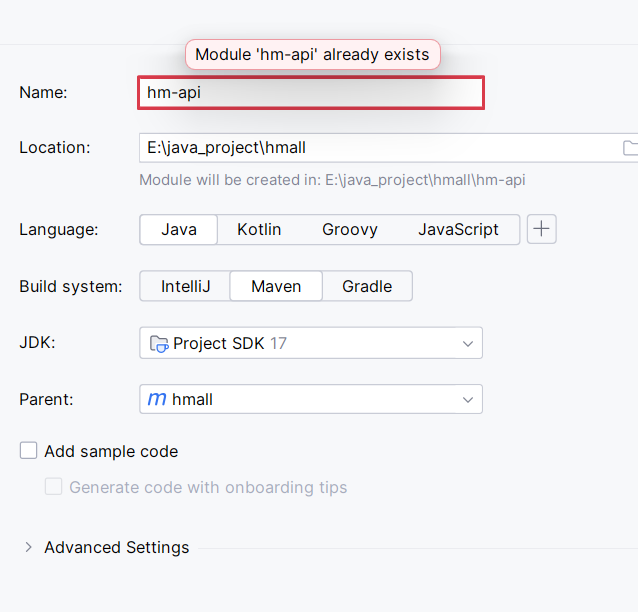 Module 'hm-api' already exists
Name: hm-api
Location: E:\java_project\hmall
Module will be created in: E:\java_project\hmall\hm-api
Language: Java Kotlin Groovy JavaScript
Build system: IntelliJ Maven Gradle
JDK: Project SDK 17
Parent: m hmall
Add sample code
Generate code with onboarding tips
Advanced Settings